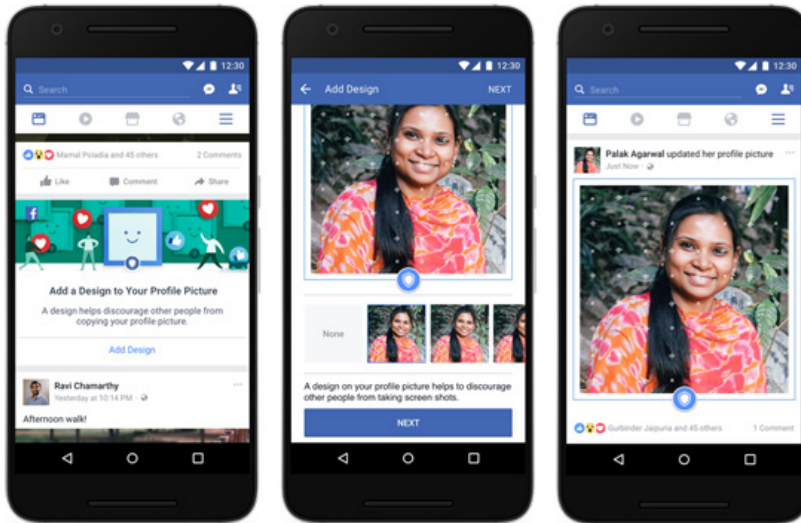 12:30
Search
Mamal Poladia and 45 others 2 Comments
Like Comment Share
Add a Design to Your Profile Picture
A design helps discourage other people from
copying your profile picture.
Add Design
Ravi Chamarthy
Yesterday at 10:14 PM ·
Afternoon walk!
12:30
Add Design NEXT
None
A design on your profile picture helps to discourage
other people from taking screen shots.
NEXT
12:30
Search
Palak Agarwal updated her profile picture
Just Now ·
Gurbinder Jaipuria and 45 others 1 Comment